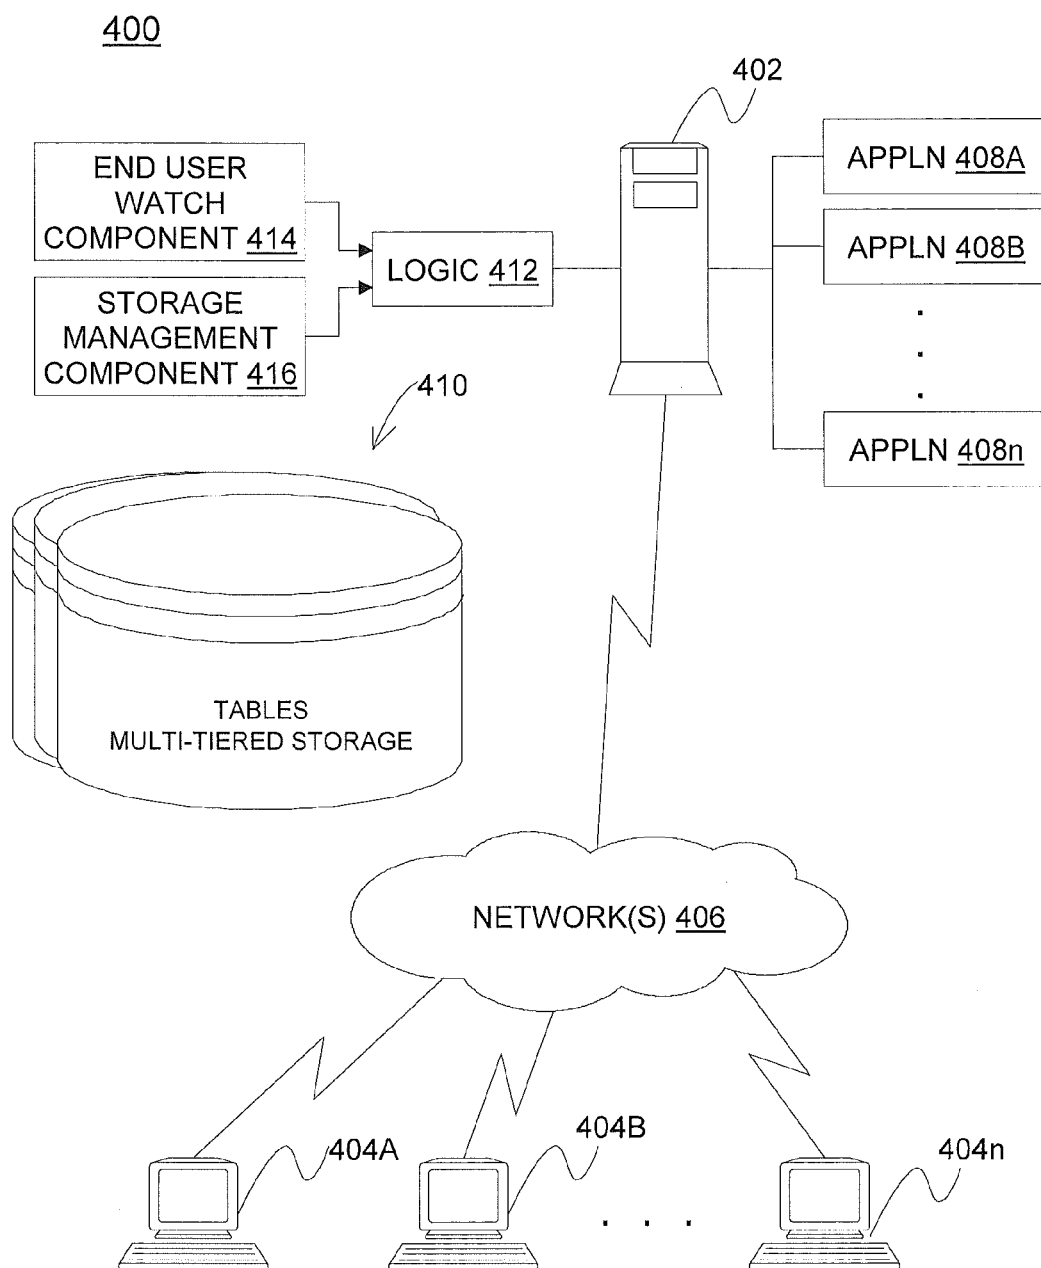 400
402
END USER
WATCH
COMPONENT 414
STORAGE
MANAGEMENT
COMPONENT 416
LOGIC 412
APPLN 408A
APPLN 408B
.
.
.
APPLN 408n
410
TABLES
MULTI-TIERED STORAGE
NETWORK(S) 406
404A
404B
. . .
404n